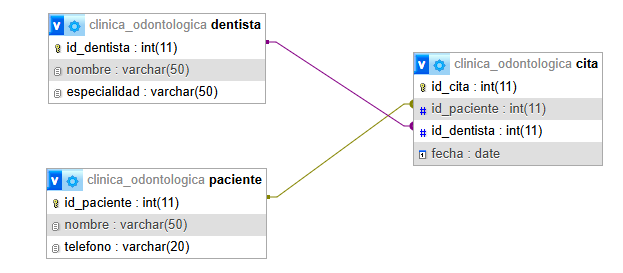 v clinica_odontologica dentista
id_dentista : int(11)
nombre : varchar(50)
especialidad : varchar(50)
v clinica_odontologica cita
id_cita : int(11)
# id_paciente : int(11)
# id_dentista : int(11)
fecha : date
v clinica_odontologica paciente
id_paciente : int(11)
nombre : varchar(50)
telefono : varchar(20)